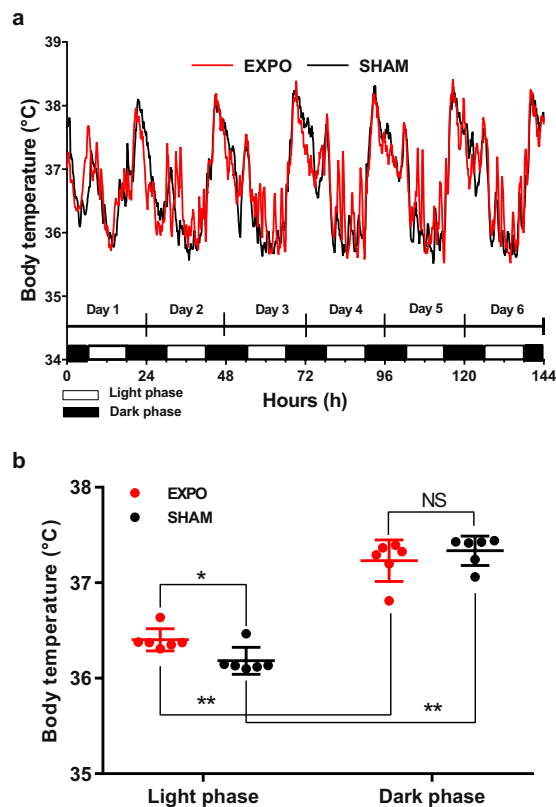 a
EXPO SHAM
Body temperature (°C)
39
38
37
36
35
34
Day 1 Day 2 Day 3 Day 4 Day 5 Day 6
0 24 48 72 96 120 144
Hours (h)
Light phase
Dark phase
b
EXPO
SHAM
Body temperature (°C)
38
37
36
35
NS
*
**
**
Light phase Dark phase